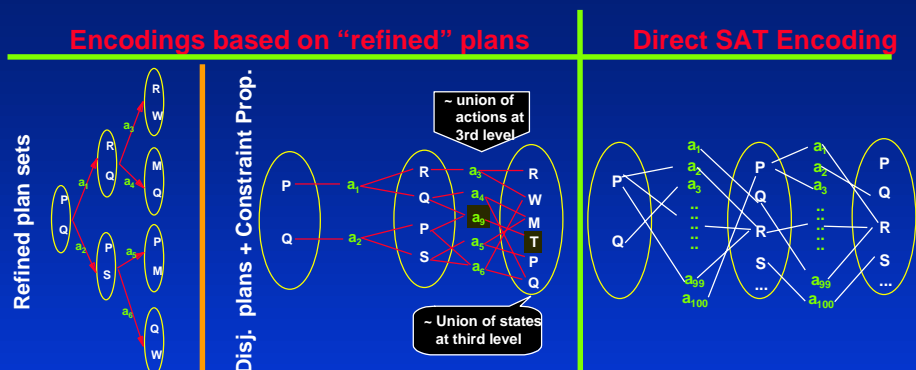 Encodings based on “refined” plans
Direct SAT Encoding
Refined plan sets
P
Q
a1
a2
R
Q
P
S
a3
a4
a5
a6
R
W
M
Q
P
M
Q
W
Disj. plans + Constraint Prop.
P
Q
a1
a2
R
Q
P
S
~ union of
actions at
3rd level
a3
a4
a9
a5
a6
R
W
M
T
P
Q
~ Union of states
at third level
P
Q
a1
a2
a3
a99
a100
P
Q
R
S
...
a1
a2
a3
a99
a100
P
Q
R
S
...